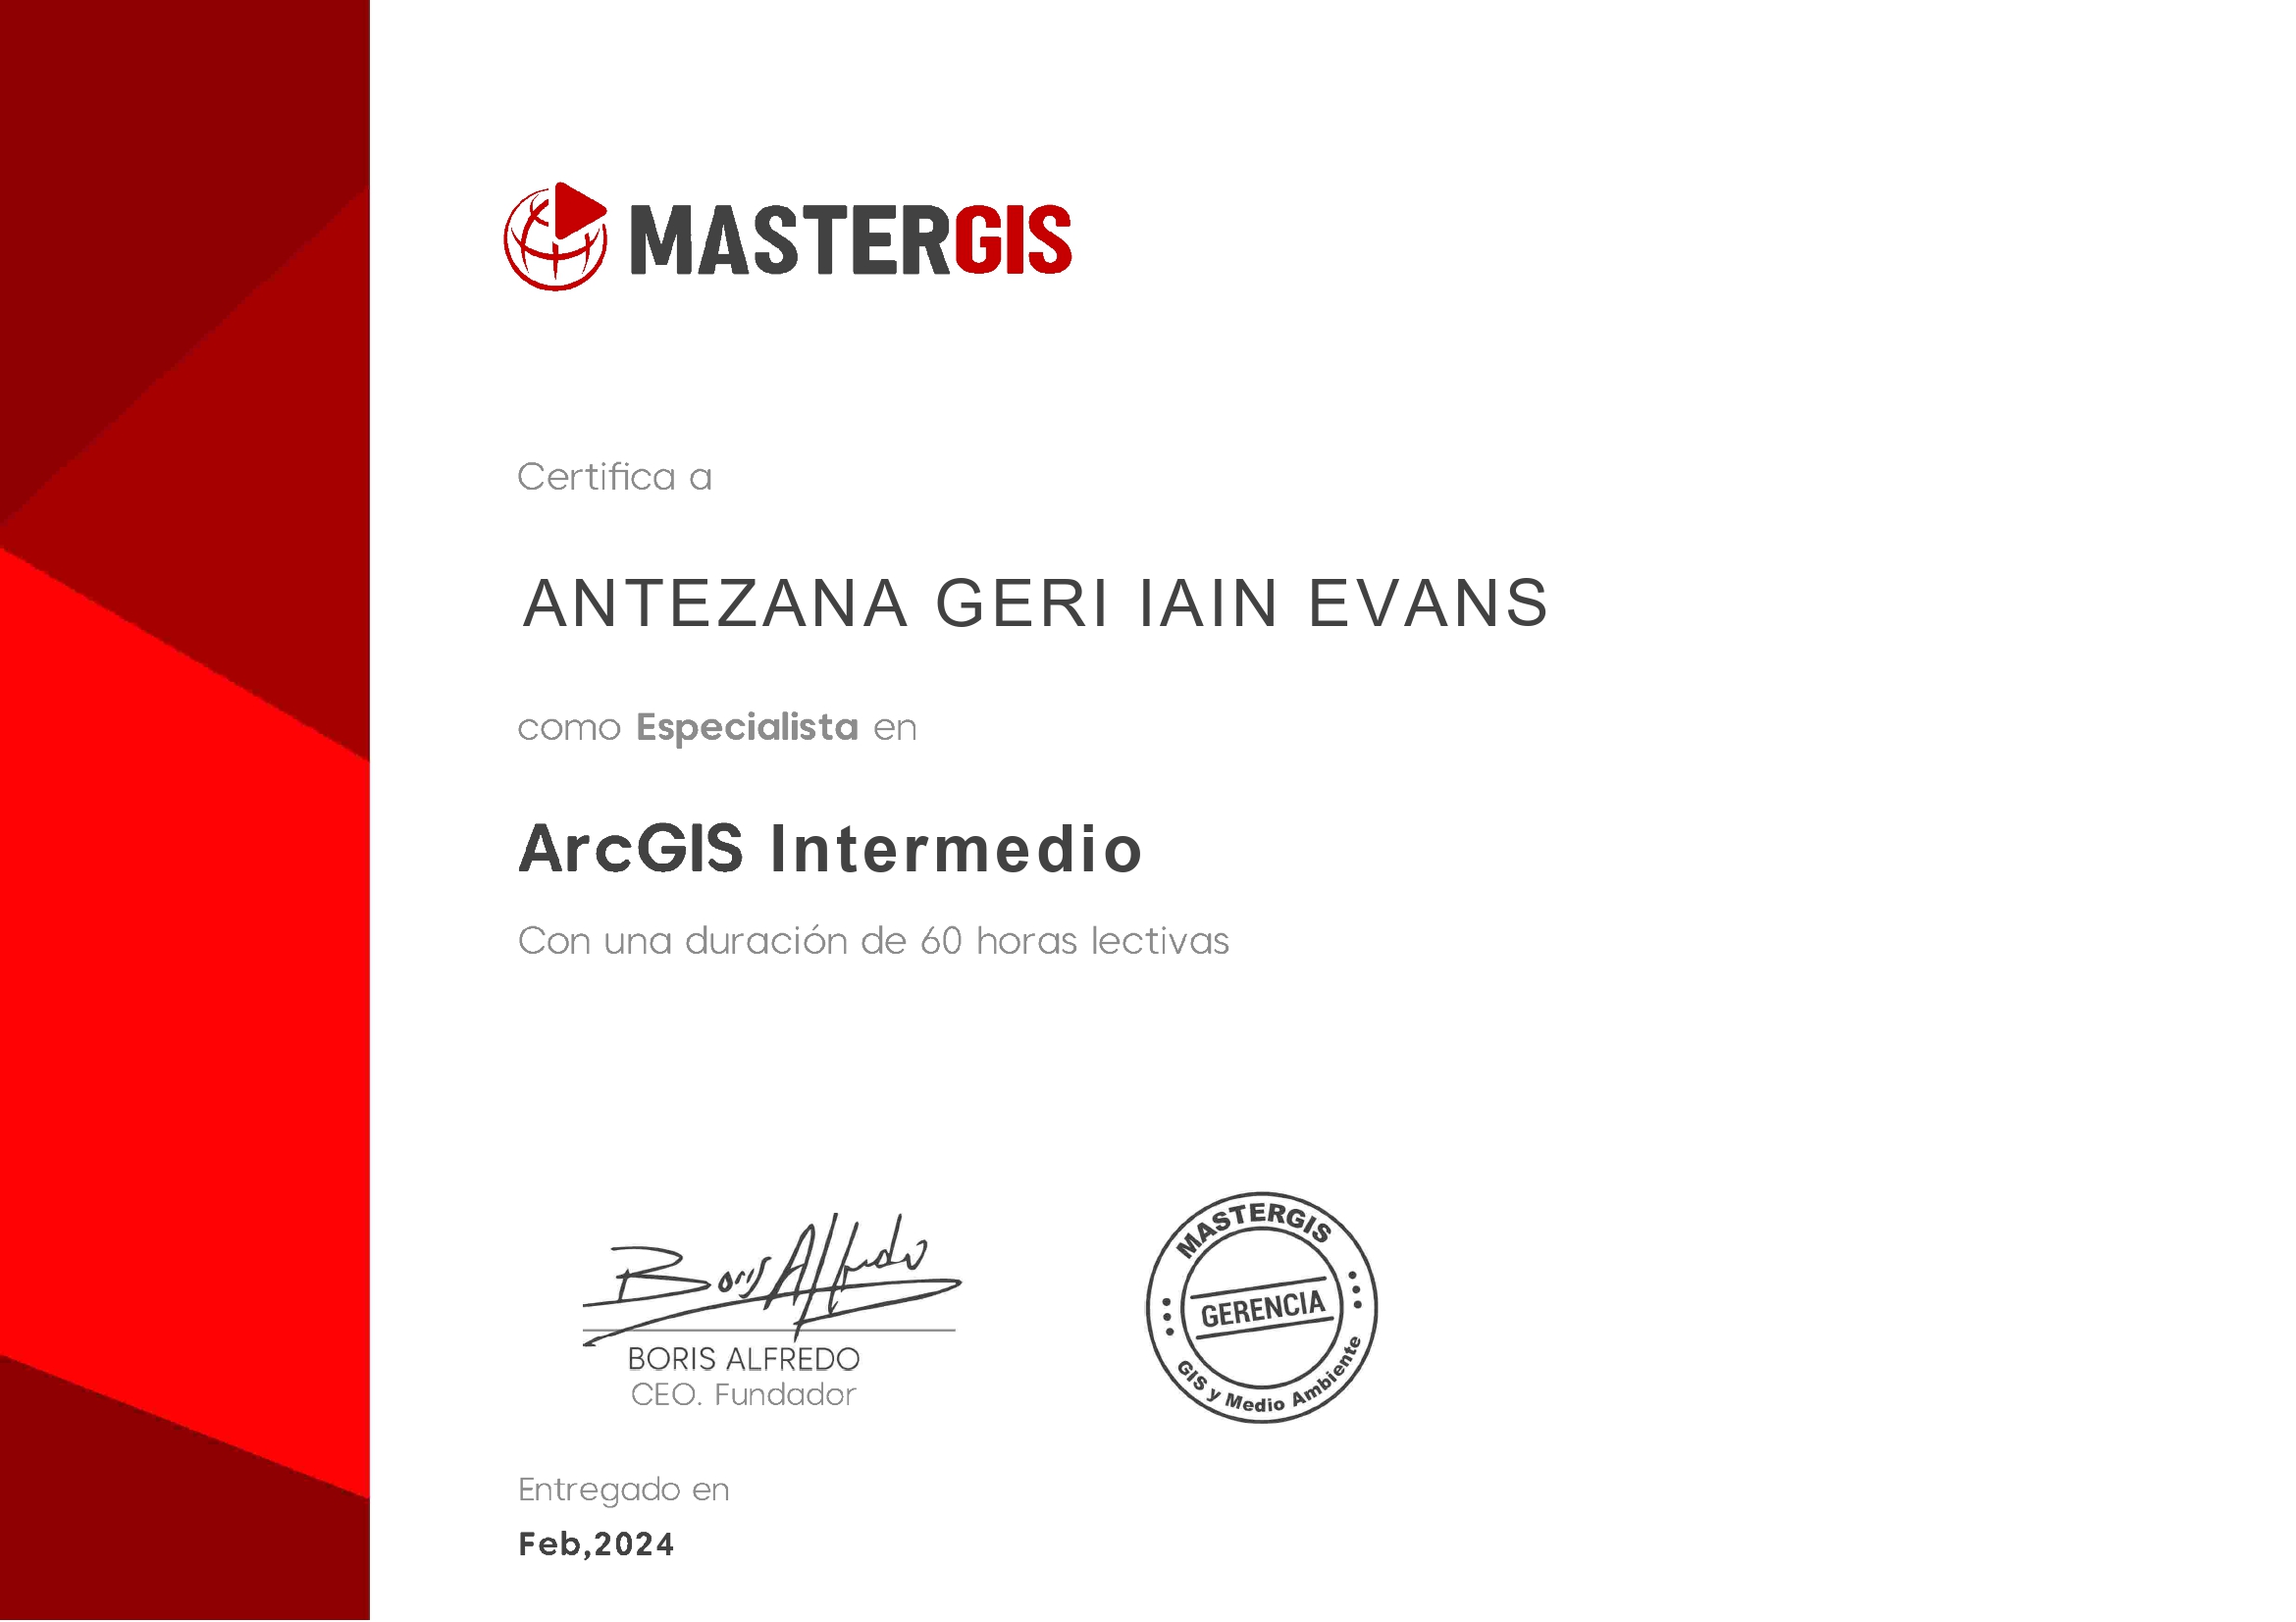 MASTERGIS
Certifica a
ANTEZANA GERI IAIN EVANS
como Especialista en
ArcGIS Intermedio
Con una duración de 60 horas lectivas
Boris Alfredo
BORIS ALFREDO
CEO. Fundador
MASTERGIS
GERENCIA
GIS y Medio Ambiente
Entregado en
Feb,2024